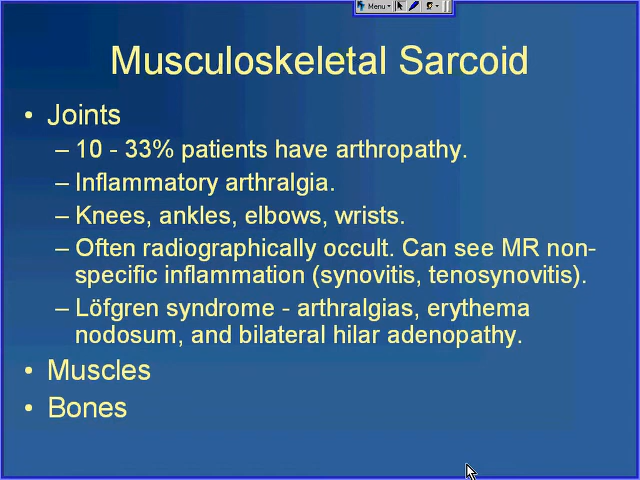 Menu
Musculoskeletal Sarcoid
• Joints
– 10 - 33% patients have arthropathy.
– Inflammatory arthralgia.
– Knees, ankles, elbows, wrists.
– Often radiographically occult. Can see MR non-
specific inflammation (synovitis, tenosynovitis).
– Löfgren syndrome - arthralgias, erythema
nodosum, and bilateral hilar adenopathy.
• Muscles
• Bones